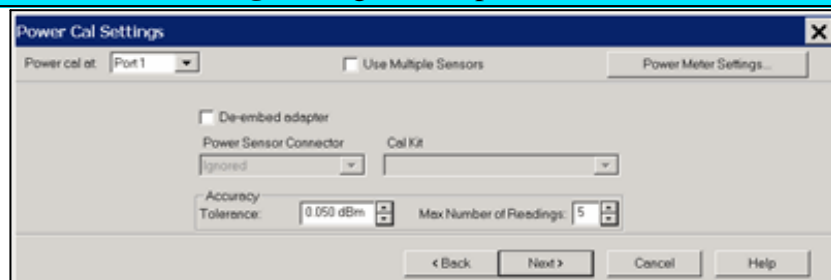 Power Cal Settings
Power cal at: Port 1 Use Multiple Sensors Power Meter Settings...
De-embed adapter
Power Sensor Connector Cal Kit
Ignored
Accuracy
Tolerance: 0.050 dBm Max Number of Readings: 5
< Back Next > Cancel Help